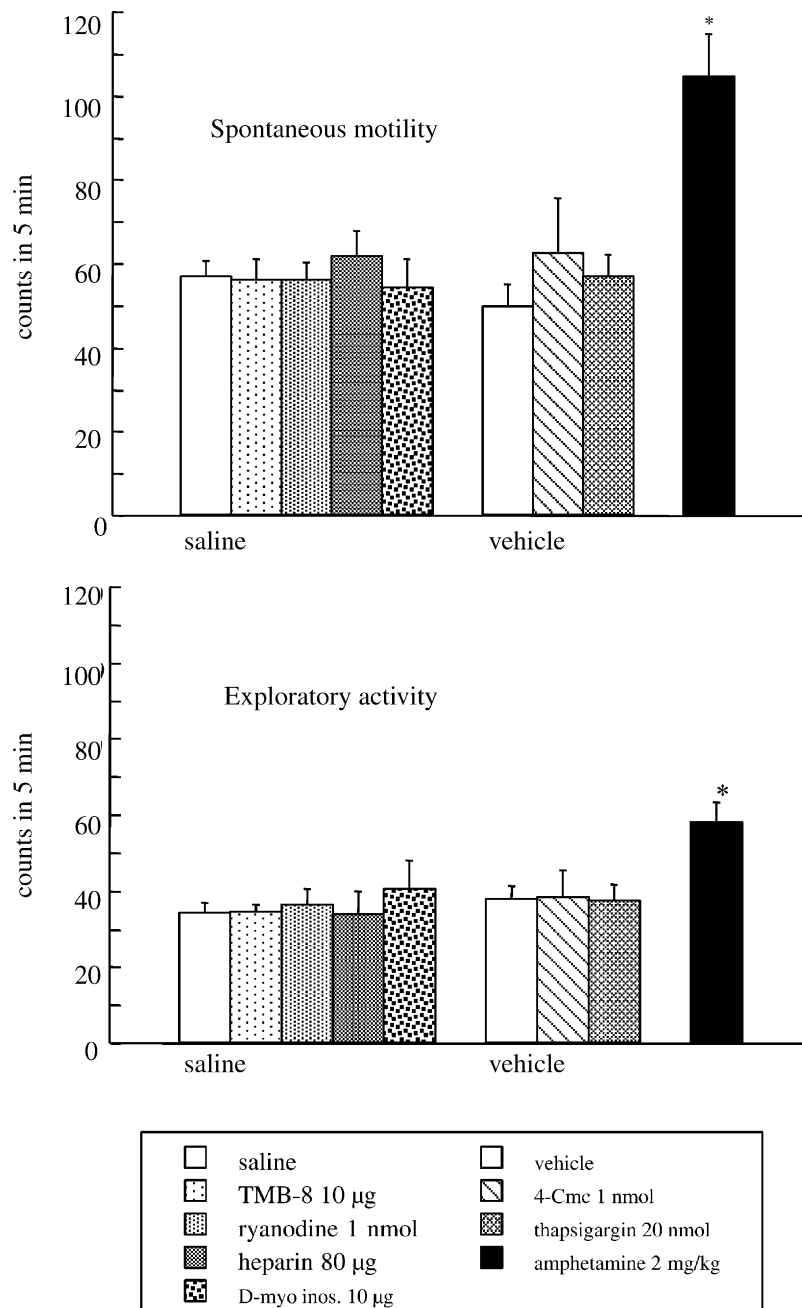 120
*
100
Spontaneous motility
80
counts in 5 min
60
40
20
0
saline vehicle
120
100
Exploratory activity
80
*
counts in 5 min
60
40
20
0
saline vehicle
saline
TMB-8 10 µg
ryanodine 1 nmol
heparin 80 µg
D-myo inos. 10 µg
vehicle
4-Cmc 1 nmol
thapsigargin 20 nmol
amphetamine 2 mg/kg